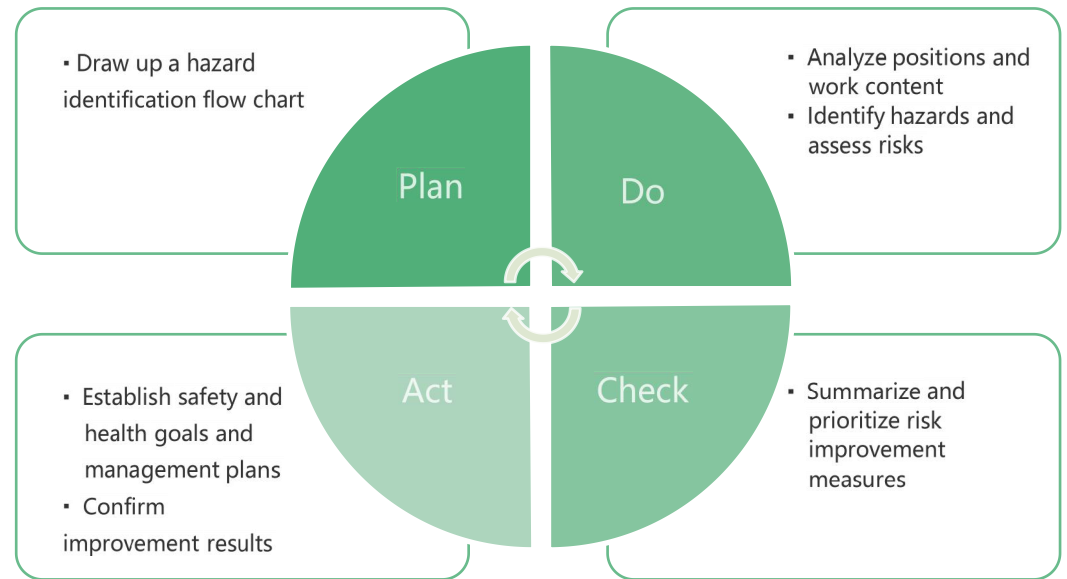 ▪ Draw up a hazard
identification flow chart
Plan
Do
▪ Analyze positions and
work content
▪ Identify hazards and
assess risks
▪ Establish safety and
health goals and
management plans
▪ Confirm
improvement results
Act
Check
▪ Summarize and
prioritize risk
improvement
measures